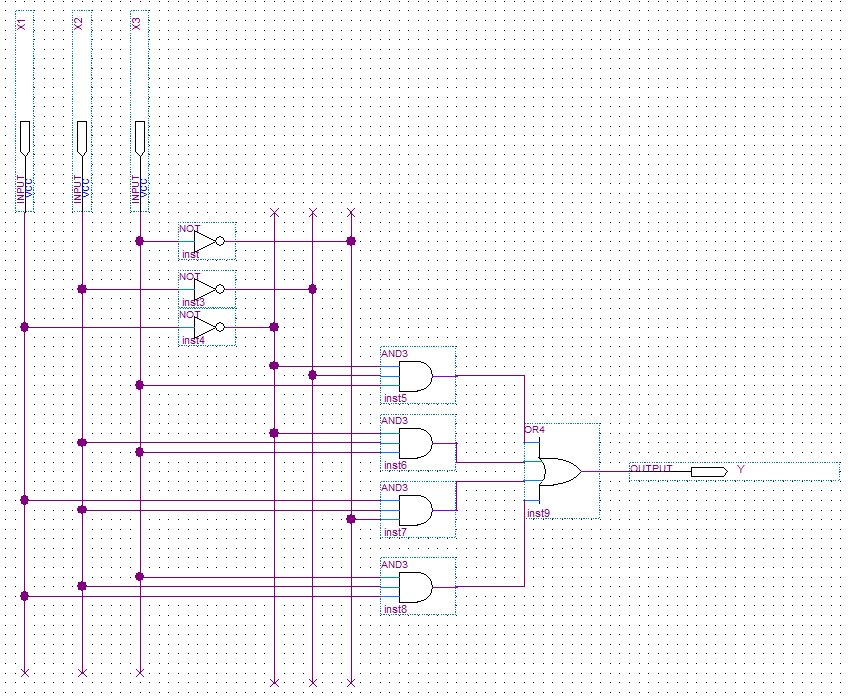 X1
X2
X3
INPUT
VCC
INPUT
VCC
INPUT
VCC
NOT
inst
NOT
inst3
NOT
inst4
AND3
inst5
AND3
inst6
OR4
OUTPUT
Y
AND3
inst9
inst7
AND3
inst8